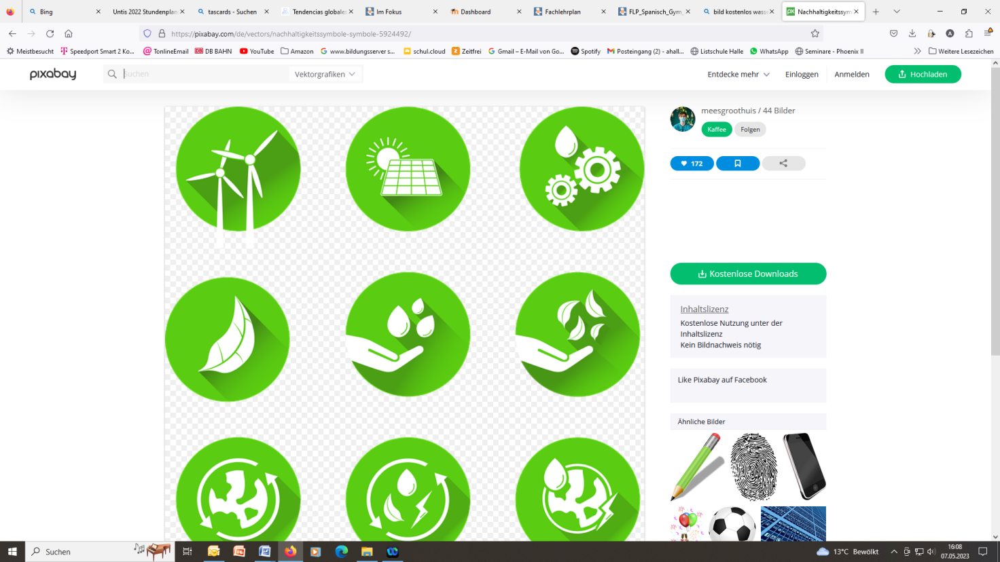 Bing
Untis 2022 Stundenplan
tascards - Suchen
Tendencias globales
Im Fokus
Dashboard
Fachlehrplan
FLP_Spanisch_Gym_
bild kostenlos wasse
Nachhaltigkeitssym
https://pixabay.com/de/vectors/nachhaltigkeitssymbole-symbole-5924492/
Meistbesucht
Speedport Smart 2 Ko...
TonlineEmail
DB BAHN
YouTube
Amazon
www.bildungsserver s...
schul.cloud
Zeitfrei
Gmail – E-Mail von Go...
Spotify
Posteingang (2) - ahall...
Listschule Halle
WhatsApp
Seminare - Phoenix II
Weitere Lesezeichen
pixabay
Suchen
Vektorgrafiken
Entdecke mehr
Einloggen
Anmelden
Hochladen
meesgroothuis / 44 Bilder
Kaffee
Folgen
172
Kostenlose Downloads
Inhaltslizenz
Kostenlose Nutzung unter der
Inhaltslizenz
Kein Bildnachweis nötig
Like Pixabay auf Facebook
Ähnliche Bilder
Suchen
13°C Bewölkt
16:08
07.05.2023